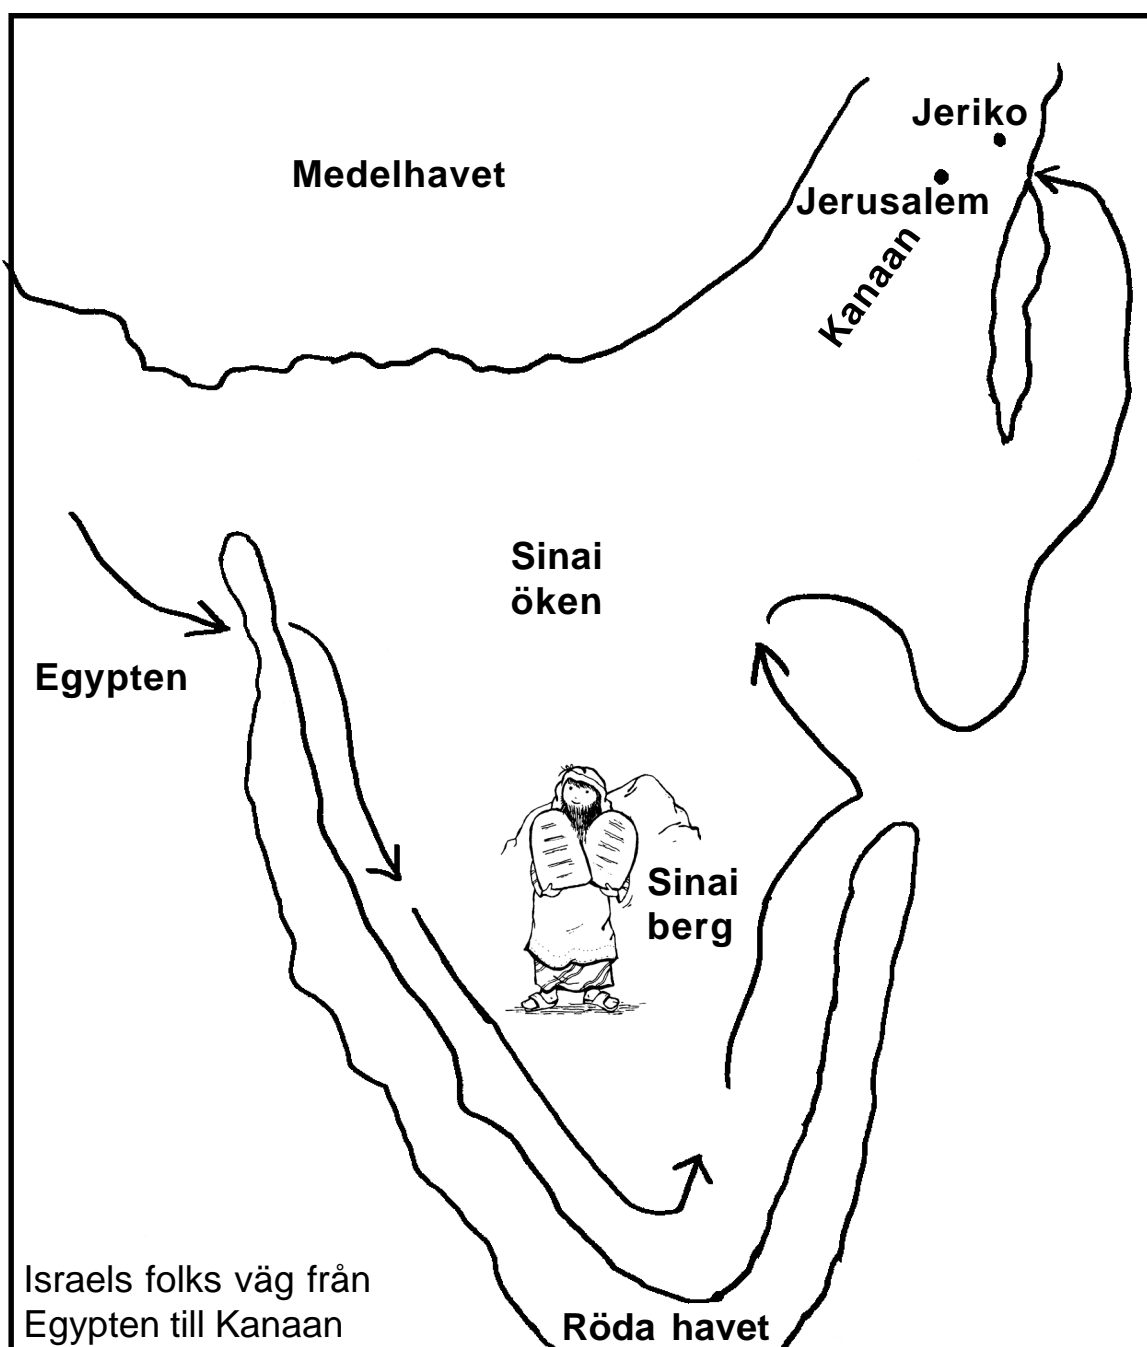 Jeriko
Medelhavet
Jerusalem
Kanaan
Sinai
öken
Egypten
Sinai
berg
Israels folks väg från
Egypten till Kanaan
Röda havet